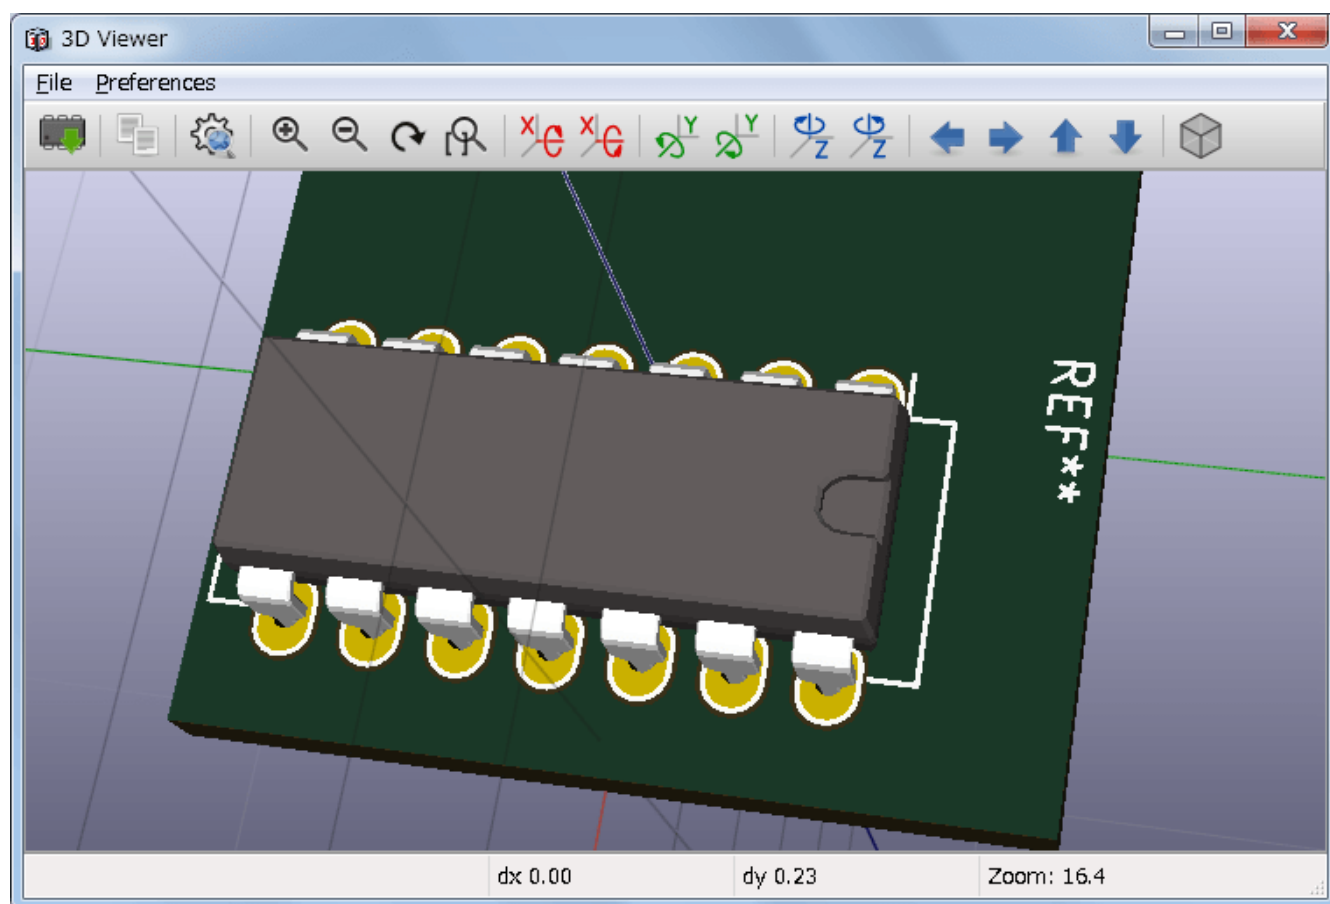 3D Viewer
File Preferences
X X Y Y Z Z
REF**
dx 0.00 dy 0.23 Zoom: 16.4